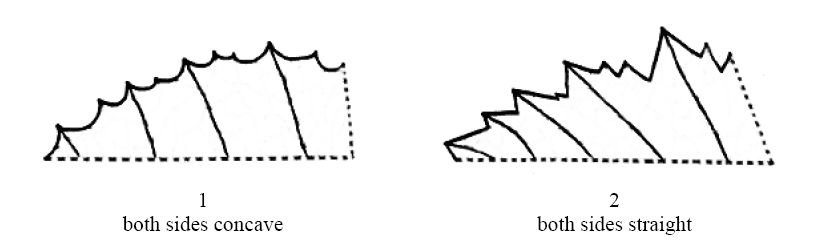 1
both sides concave
2
both sides straight